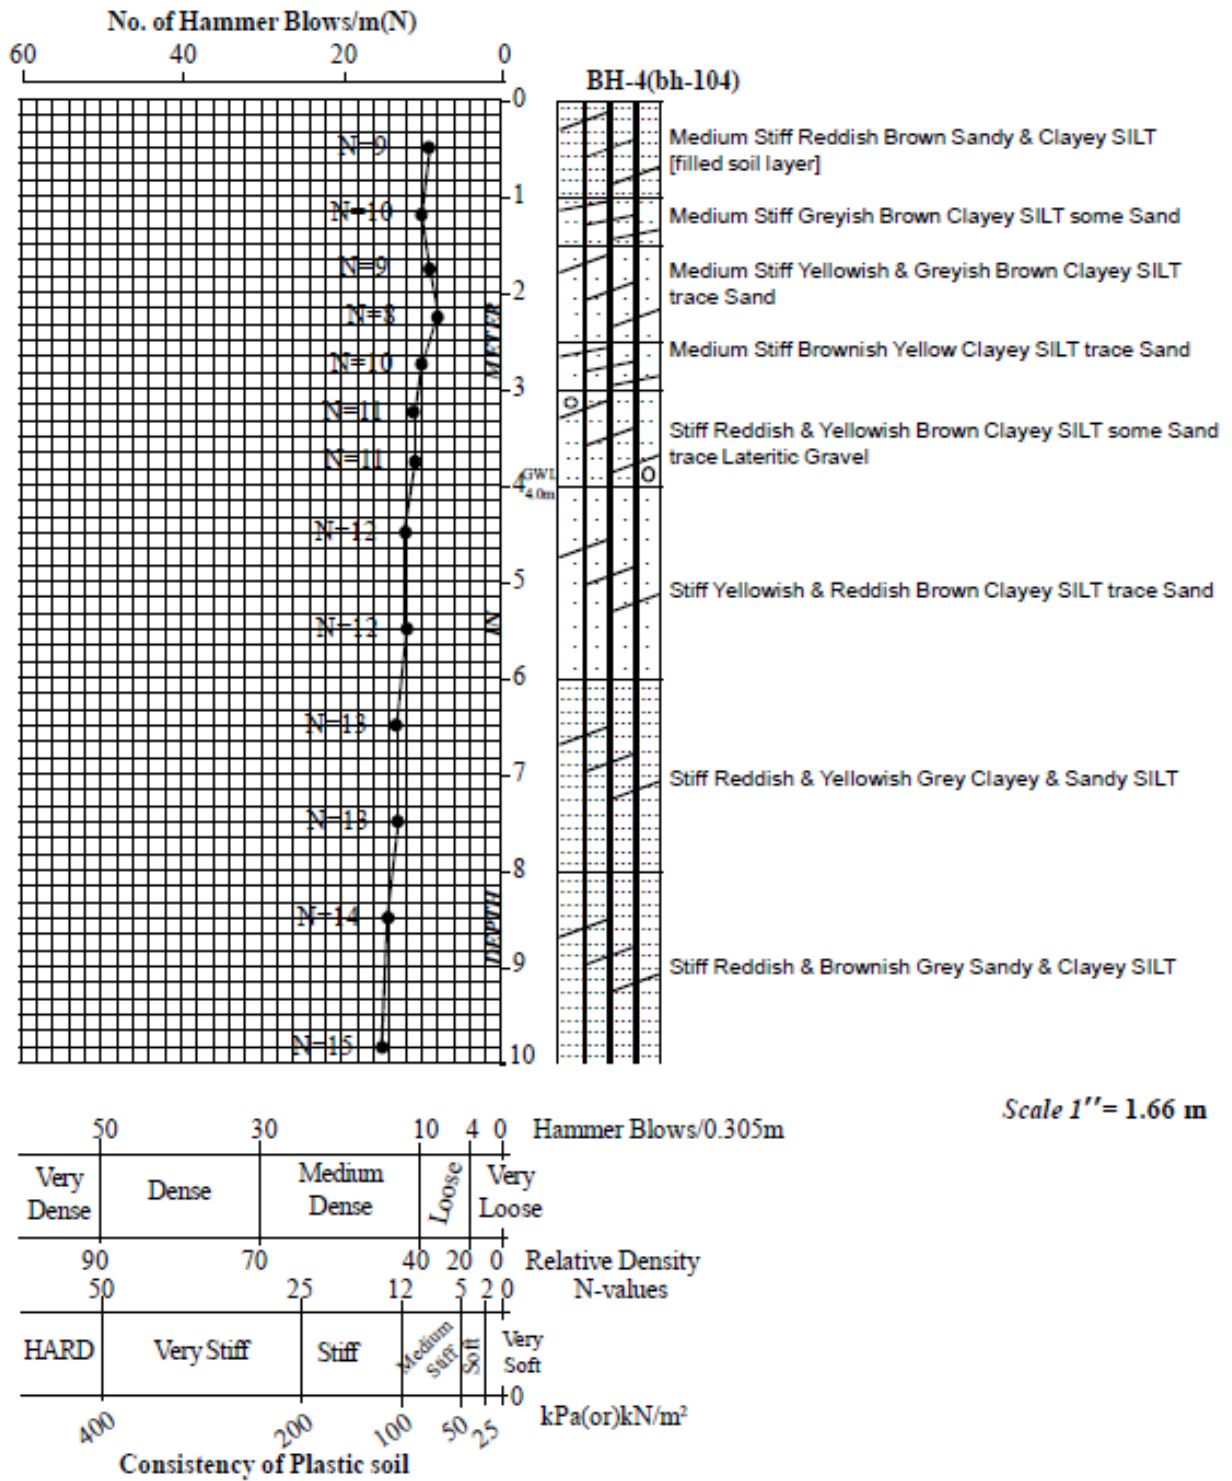 No. of Hammer Blows/m(N)
60 40 20 0
BH-4(bh-104)
0
N=9
Medium Stiff Reddish Brown Sandy & Clayey SILT
[filled soil layer]
1
N=10
Medium Stiff Greyish Brown Clayey SILT some Sand
N=9
Medium Stiff Yellowish & Greyish Brown Clayey SILT
trace Sand
2
N=8
METER
Medium Stiff Brownish Yellow Clayey SILT trace Sand
N=10
3
N=11
Stiff Reddish & Yellowish Brown Clayey SILT some Sand
trace Lateritic Gravel
N=11
4
GWL
4.0m
N=12
5
Stiff Yellowish & Reddish Brown Clayey SILT trace Sand
N=12
IN
6
N=13
7
Stiff Reddish & Yellowish Grey Clayey & Sandy SILT
N=13
8
N=14
DEPTH
9
Stiff Reddish & Brownish Grey Sandy & Clayey SILT
N=15
10
Scale 1″= 1.66 m
50 30 10 4 0 Hammer Blows/0.305m
Very
Dense
Dense
Medium
Dense
Loose
Very
Loose
90 70 40 20 0 Relative Density
50 25 12 5 2 0 N-values
HARD
Very Stiff
Stiff
Medium
Stiff
Soft
Very
Soft
0
400 200 100 50 25 kPa(or)kN/m²
Consistency of Plastic soil